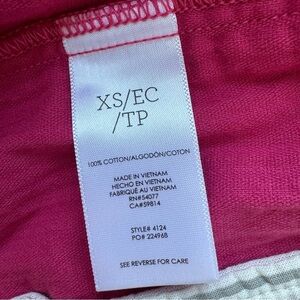 XS/EC
/TP
100% COTTON/ALGODÓN/COTON
MADE IN VIETNAM
HECHO EN VIETNAM
FABRIQUÉ AU VIETNAM
RN#54077
CA#59814
STYLE# 4124
PO# 224968
SEE REVERSE FOR CARE